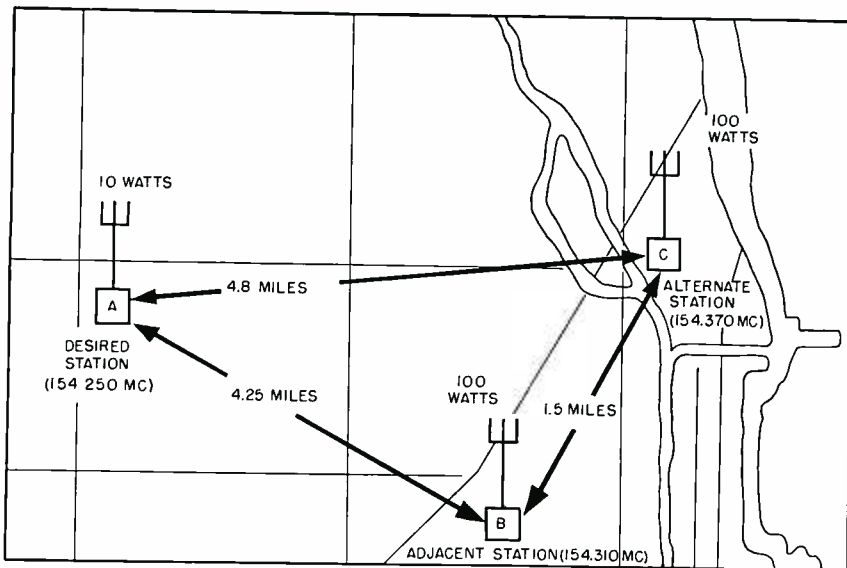 10 WATTS
A
DESIRED
STATION
(154 250 MC)
4.8 MILES
4.25 MILES
100
WATTS
B
ADJACENT STATION (154.310 MC)
1.5 MILES
100
WATTS
C
ALTERNATE
STATION
(154.370 MC)